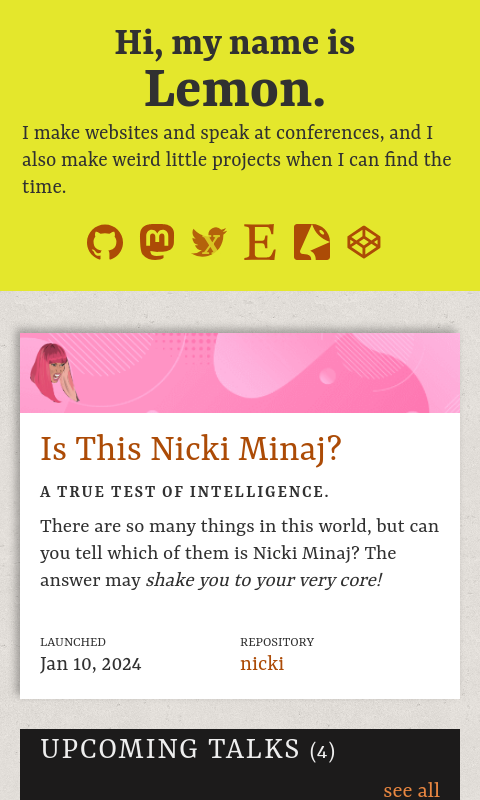 Hi, my name is
Lemon.
I make websites and speak at conferences, and I
also make weird little projects when I can find the
time.
Is This Nicki Minaj?
A TRUE TEST OF INTELLIGENCE.
There are so many things in this world, but can
you tell which of them is Nicki Minaj? The
answer may shake you to your very core!
LAUNCHED
Jan 10, 2024
REPOSITORY
nicki
UPCOMING TALKS (4)
see all